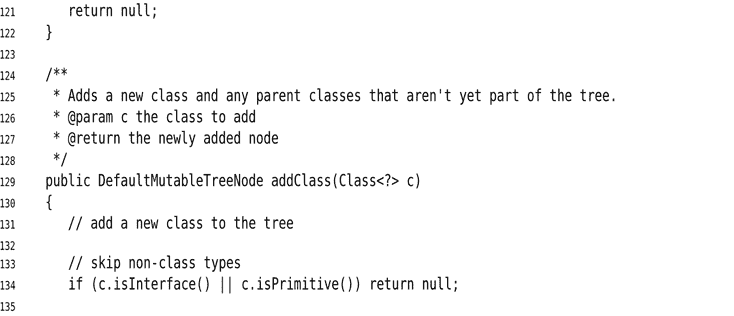 121 return null;
122 }
123
124 /**
125 * Adds a new class and any parent classes that aren't yet part of the tree.
126 * @param c the class to add
127 * @return the newly added node
128 */
129 public DefaultMutableTreeNode addClass(Class<?> c)
130 {
131 // add a new class to the tree
132
133 // skip non-class types
134 if (c.isInterface() || c.isPrimitive()) return null;
135